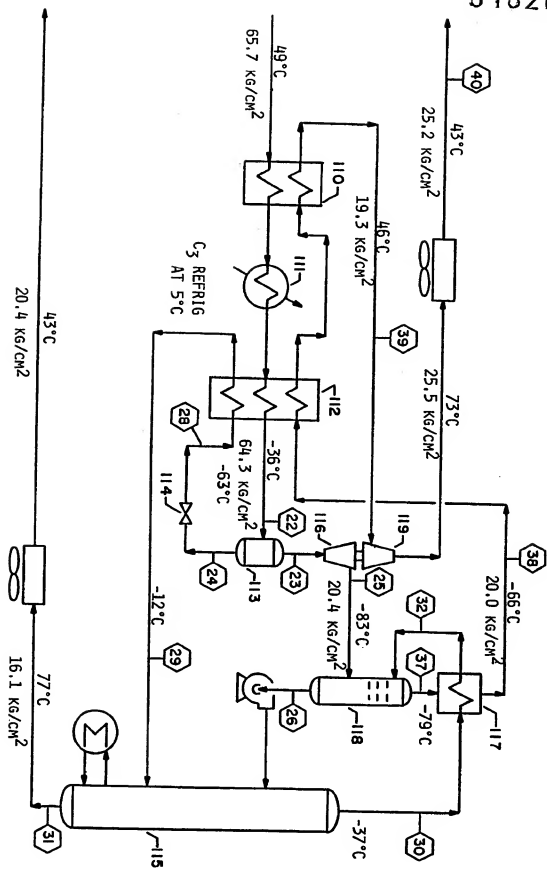 40
43°C
25.2 KG/CM²
73°C
25.5 KG/CM²
49°C
65.7 KG/CM²
110
46°C
19.3 KG/CM²
39
111
C₃ REFRIG
AT 5°C
112
-36°C
64.3 KG/CM²
22
-63°C
28
114
24
113
23
116
119
25
-83°C
20.4 KG/CM²
38
-66°C
20.0 KG/CM²
32
37
-79°C
117
118
26
-12°C
29
-37°C
30
115
31
77°C
16.1 KG/CM²
43°C
20.4 KG/CM²